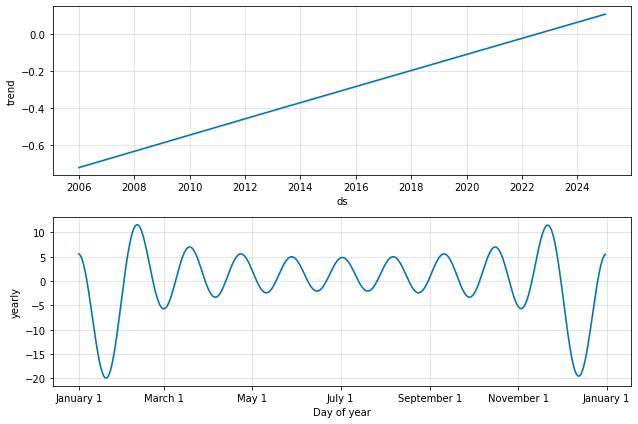 0.0
−0.2
−0.4
−0.6
trend
2006 2008 2010 2012 2014 2016 2018 2020 2022 2024
ds
10
5
0
−5
−10
−15
−20
yearly
January 1 March 1 May 1 July 1 September 1 November 1 January 1
Day of year